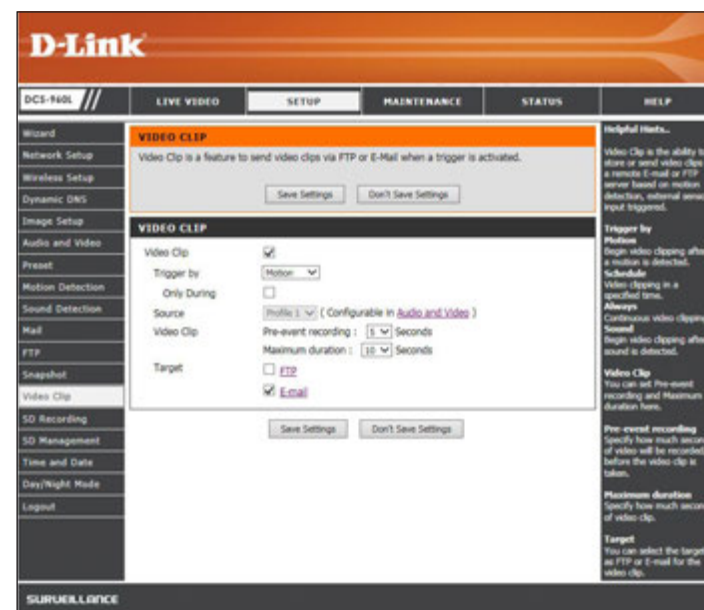 D-Link
DCS-960L
LIVE VIDEO
SETUP
MAINTENANCE
STATUS
HELP
Wizard
Network Setup
Wireless Setup
Dynamic DNS
Image Setup
Audio and Video
Preset
Motion Detection
Sound Detection
Mail
FTP
Snapshot
Video Clip
SD Recording
SD Management
Time and Date
Day/Night Mode
Logout
VIDEO CLIP
Video Clip is a feature to send video clips via FTP or E-Mail when a trigger is activated.
Save Settings Don't Save Settings
VIDEO CLIP
Video Clip
Trigger by Motion
Only During
Source Profile 1 ( Configurable in Audio and Video )
Video Clip Pre-event recording : 5 Seconds
Maximum duration : 10 Seconds
Target FTP
E-mail
Save Settings Don't Save Settings
Helpful Hints..
Video Clip is the ability to
store or send video clips
a remote E-mail or FTP
server based on motion
detection, external
input triggered.
Trigger by
Motion
Begin video clipping
a motion is detected.
Schedule
Video clipping in a
specified time.
Always
Continuous video clipping
Sound
Begin video clipping
sound is detected.
Video Clip
You can set Pre-event
recording and Maximum
duration here.
Pre-event recording
Specify how much
of video will be recorded
before the video clip is
taken.
Maximum duration
Specify how much
of video clip.
Target
You can select the target
as FTP or E-mail for the
video clip.
SURVEILLANCE